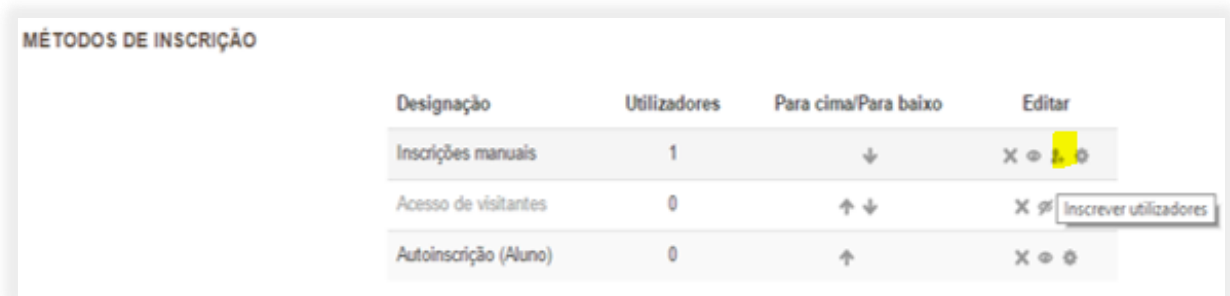 MÉTODOS DE INSCRIÇÃO
Designação Utilizadores Para cima/Para baixo Editar
Inscrições manuais 1
Acesso de visitantes 0
Inscrever utilizadores
Autoinscrição (Aluno) 0